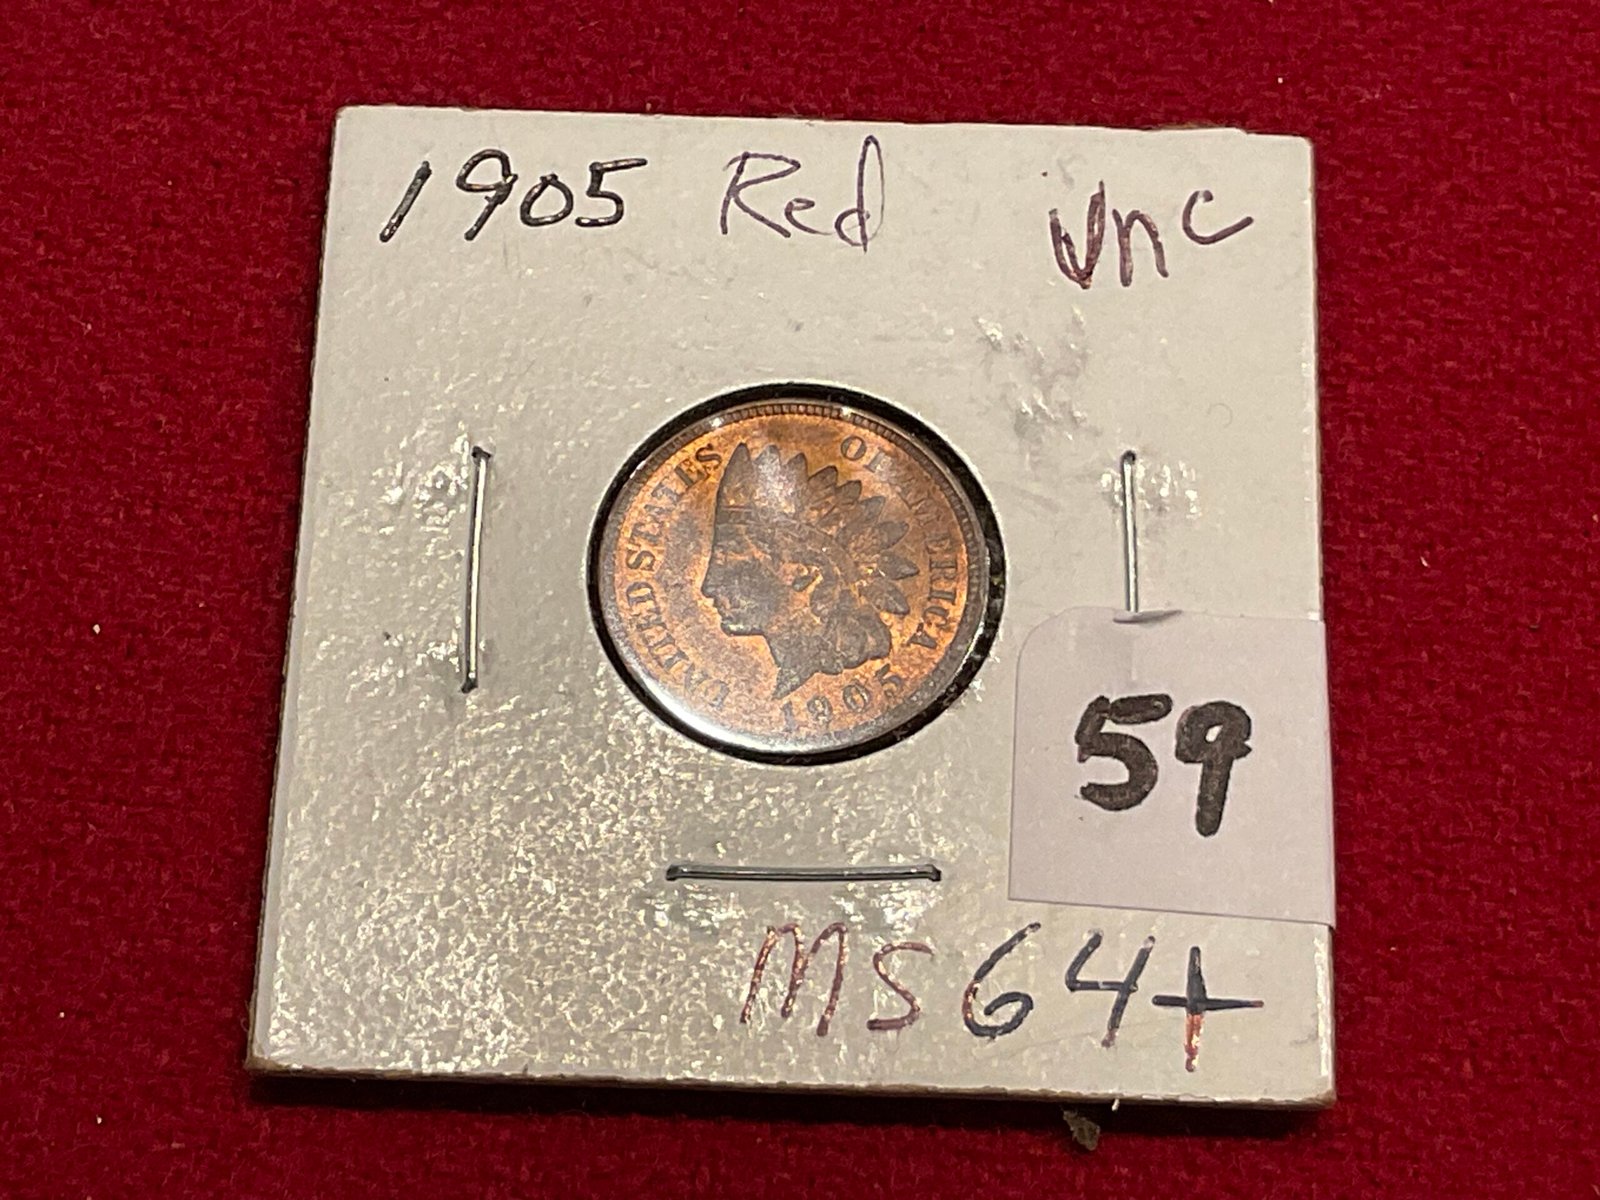 1905 Red Unc
UNITED STATES OF AMERICA
1905
59
MS64+